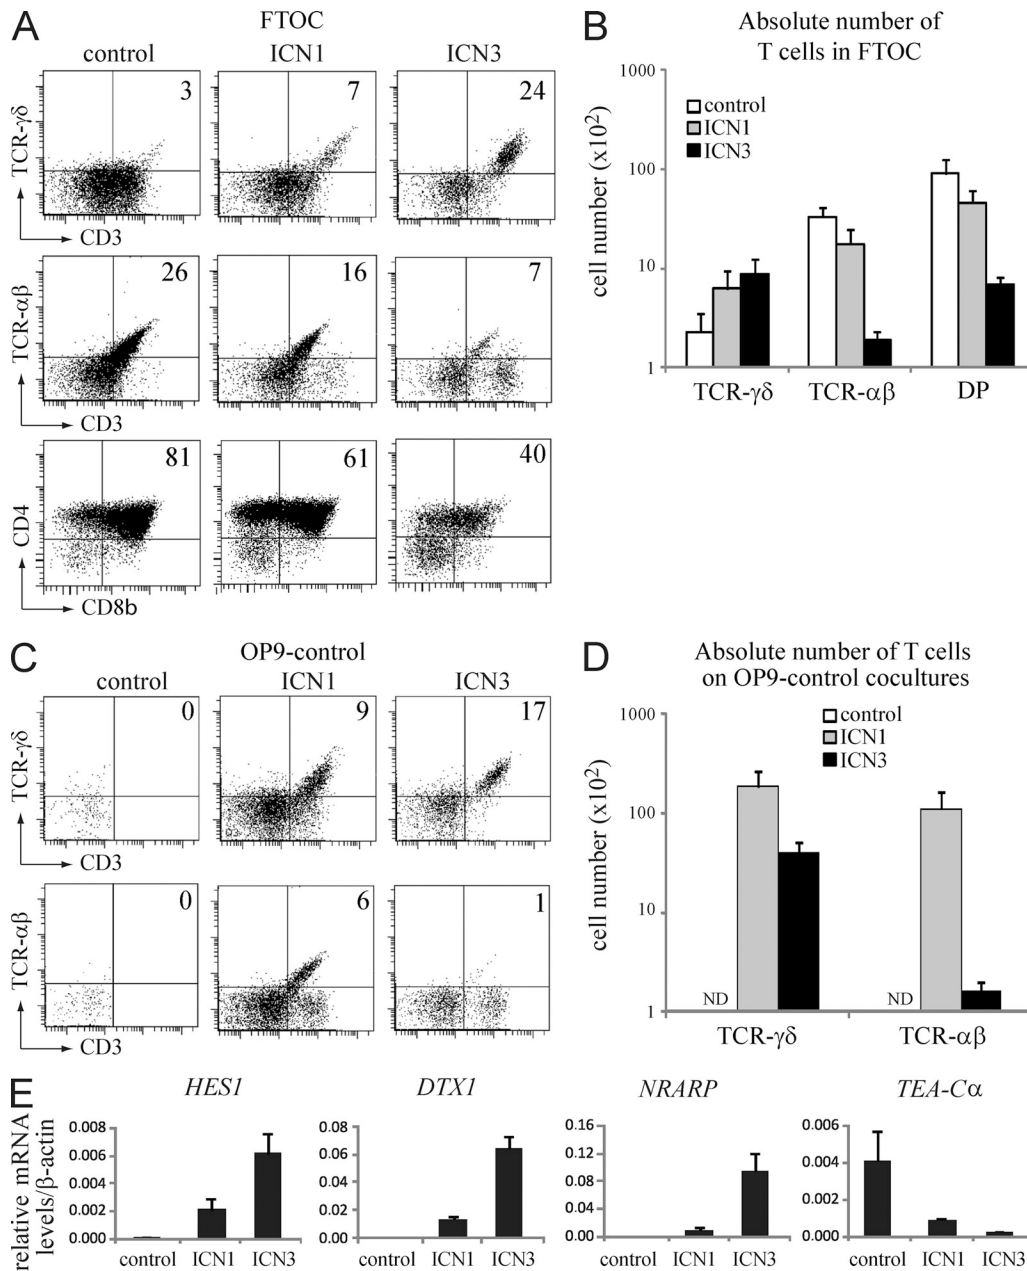 A
FTOC
control ICN1 ICN3
TCR-γδ
3 7 24
CD3
TCR-αβ
26 16 7
CD3
CD4
81 61 40
CD8b
B
Absolute number of
T cells in FTOC
cell number (x10²)
1000
100
10
1
control
ICN1
ICN3
TCR-γδ TCR-αβ DP
C
OP9-control
control ICN1 ICN3
TCR-γδ
0 9 17
CD3
TCR-αβ
0 6 1
CD3
D
Absolute number of T cells
on OP9-control cocultures
cell number (x10²)
1000
100
10
1
control
ICN1
ICN3
ND ND
TCR-γδ TCR-αβ
E
relative mRNA
levels/β-actin
HES1
0.008
0.006
0.004
0.002
0.000
control ICN1 ICN3
DTX1
0.08
0.06
0.04
0.02
0.00
control ICN1 ICN3
NRARP
0.16
0.12
0.08
0.04
0.00
control ICN1 ICN3
TEA-Cα
0.006
0.004
0.002
0.000
control ICN1 ICN3